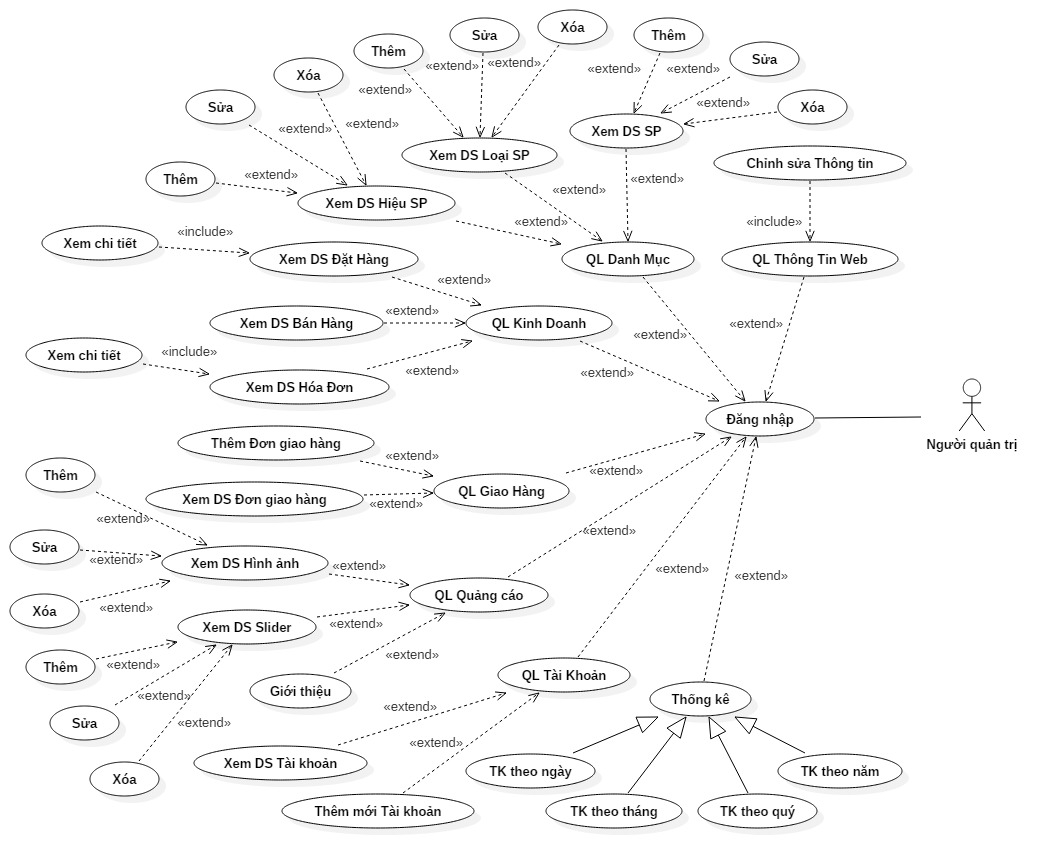 Xóa
Thêm
Sửa
Thêm
Sửa
«extend»
«extend»
«extend»
«extend»
«extend»
Xóa
«extend»
Xóa
Sửa
«extend»
«extend»
Xem DS SP
Xem DS Loại SP
Chỉnh sửa Thông tin
Thêm
«extend»
«extend»
«extend»
Xem DS Hiệu SP
«extend»
«include»
«include»
Xem chi tiết
Xem DS Đặt Hàng
QL Danh Mục
QL Thông Tin Web
«extend»
«extend»
Xem DS Bán Hàng
QL Kinh Doanh
«extend»
«extend»
«include»
Xem chi tiết
«extend»
«extend»
Xem DS Hóa Đơn
Đăng nhập
Người quản trị
Thêm Đơn giao hàng
«extend»
«extend»
Thêm
QL Giao Hàng
Xem DS Đơn giao hàng
«extend»
«extend»
«extend»
Sửa
«extend»
Xem DS Hình ảnh
«extend»
«extend»
«extend»
QL Quảng cáo
Xóa
«extend»
Xem DS Slider
«extend»
«extend»
Thêm
«extend»
QL Tài Khoản
Giới thiệu
«extend»
Thống kê
«extend»
Sửa
«extend»
«extend»
Xem DS Tài khoản
TK theo ngày
TK theo năm
Xóa
Thêm mới Tài khoản
TK theo tháng
TK theo quý